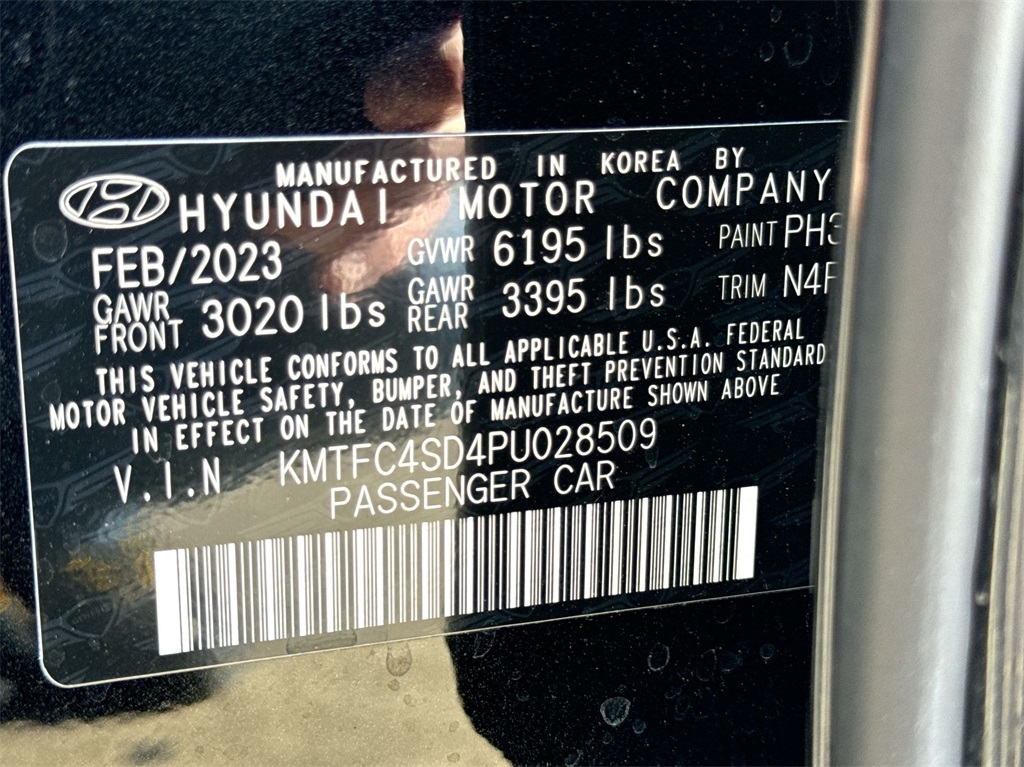 MANUFACTURED IN KOREA BY
HYUNDAI MOTOR COMPANY
FEB/2023 GVWR 6195 lbs PAINT PH3
GAWR FRONT 3020 lbs GAWR REAR 3395 lbs TRIM N4F
THIS VEHICLE CONFORMS TO ALL APPLICABLE U.S.A. FEDERAL
MOTOR VEHICLE SAFETY, BUMPER, AND THEFT PREVENTION STANDARD
IN EFFECT ON THE DATE OF MANUFACTURE SHOWN ABOVE
V.I.N KMTFC4SD4PU028509
PASSENGER CAR